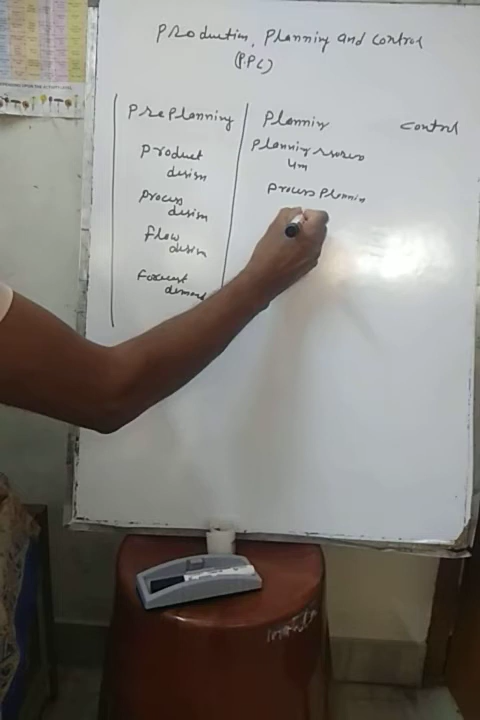 Production, Planning and Control
(P.P.C)
Pre Planning
Product
design
Process
design
flow
design
Forecast
demand
Planning
Planning
4m
Process Planning
Control